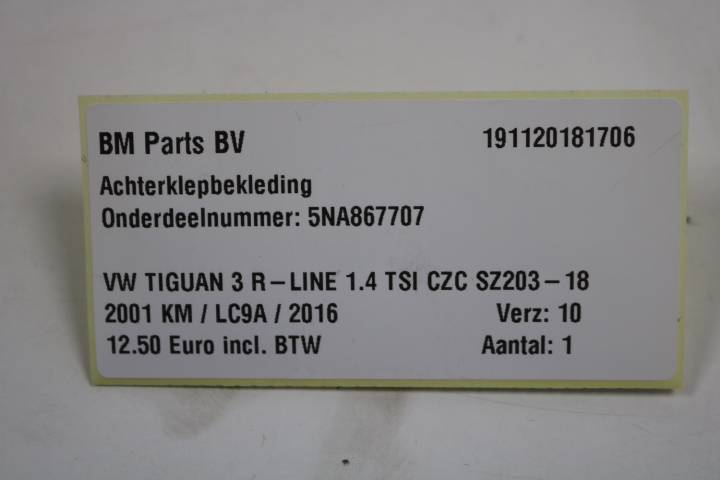 BM Parts BV 191120181706
Achterklepbekleding
Onderdeelnummer: 5NA867707
VW TIGUAN 3 R-LINE 1.4 TSI CZC SZ203-18
2001 KM / LC9A / 2016 Verz: 10
12.50 Euro incl. BTW Aantal: 1